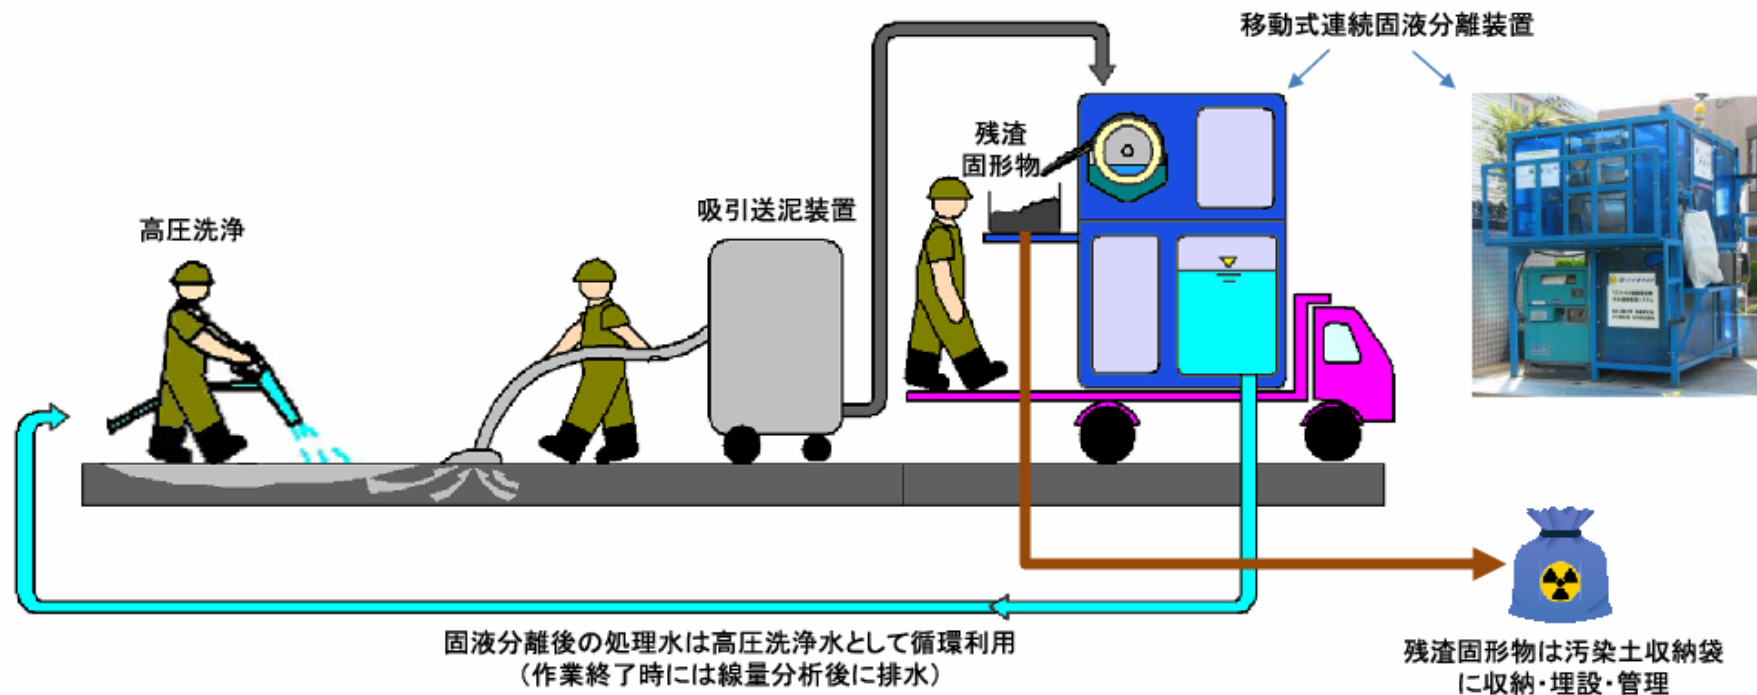 移動式連続固液分離装置
残渣
固形物
吸引送泥装置
高圧洗浄
固液分離後の処理水は高圧洗浄水として循環利用
（作業終了時には線量分析後に排水）
残渣固形物は汚染土収納袋
に収納・埋設・管理